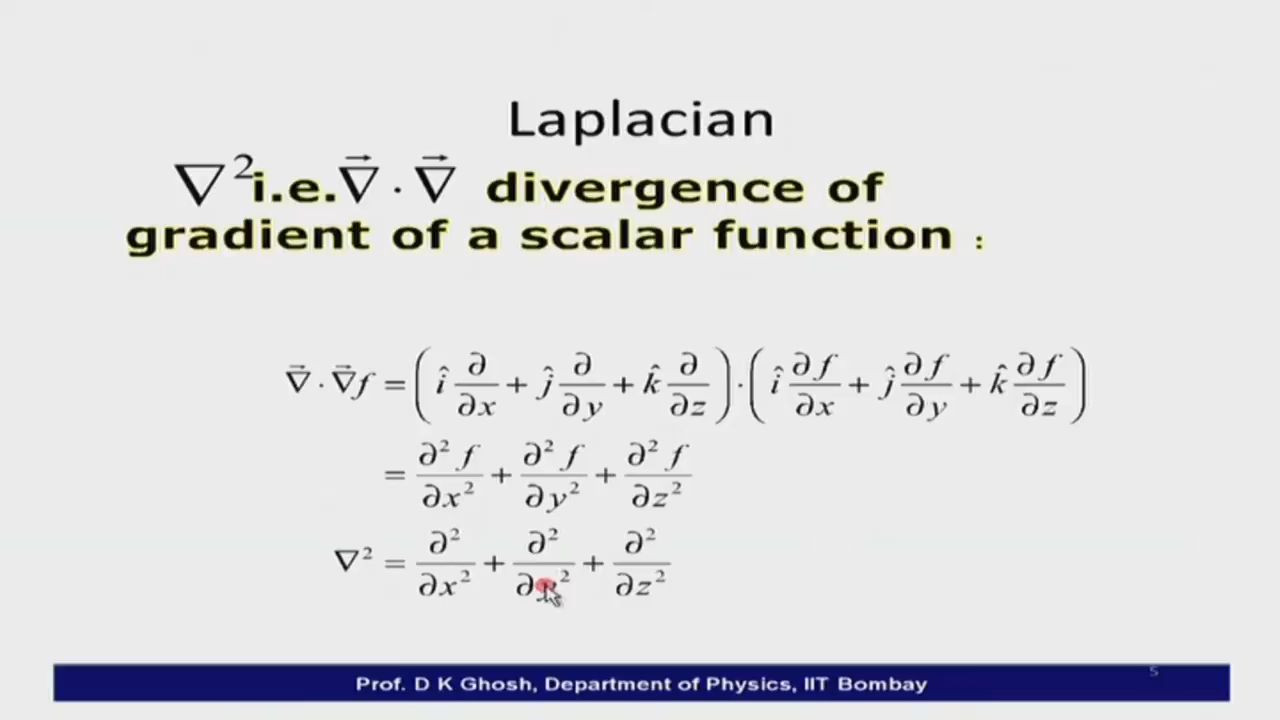 Laplacian
∇² i.e. ∇⃗ · ∇⃗ divergence of
gradient of a scalar function :
∇⃗ · ∇⃗f = ( î ∂/∂x + ĵ ∂/∂y + k̂ ∂/∂z ) · ( î ∂f/∂x + ĵ ∂f/∂y + k̂ ∂f/∂z )
= ∂²f/∂x² + ∂²f/∂y² + ∂²f/∂z²
∇² = ∂²/∂x² + ∂²/∂y² + ∂²/∂z²
Prof. D K Ghosh, Department of Physics, IIT Bombay
5